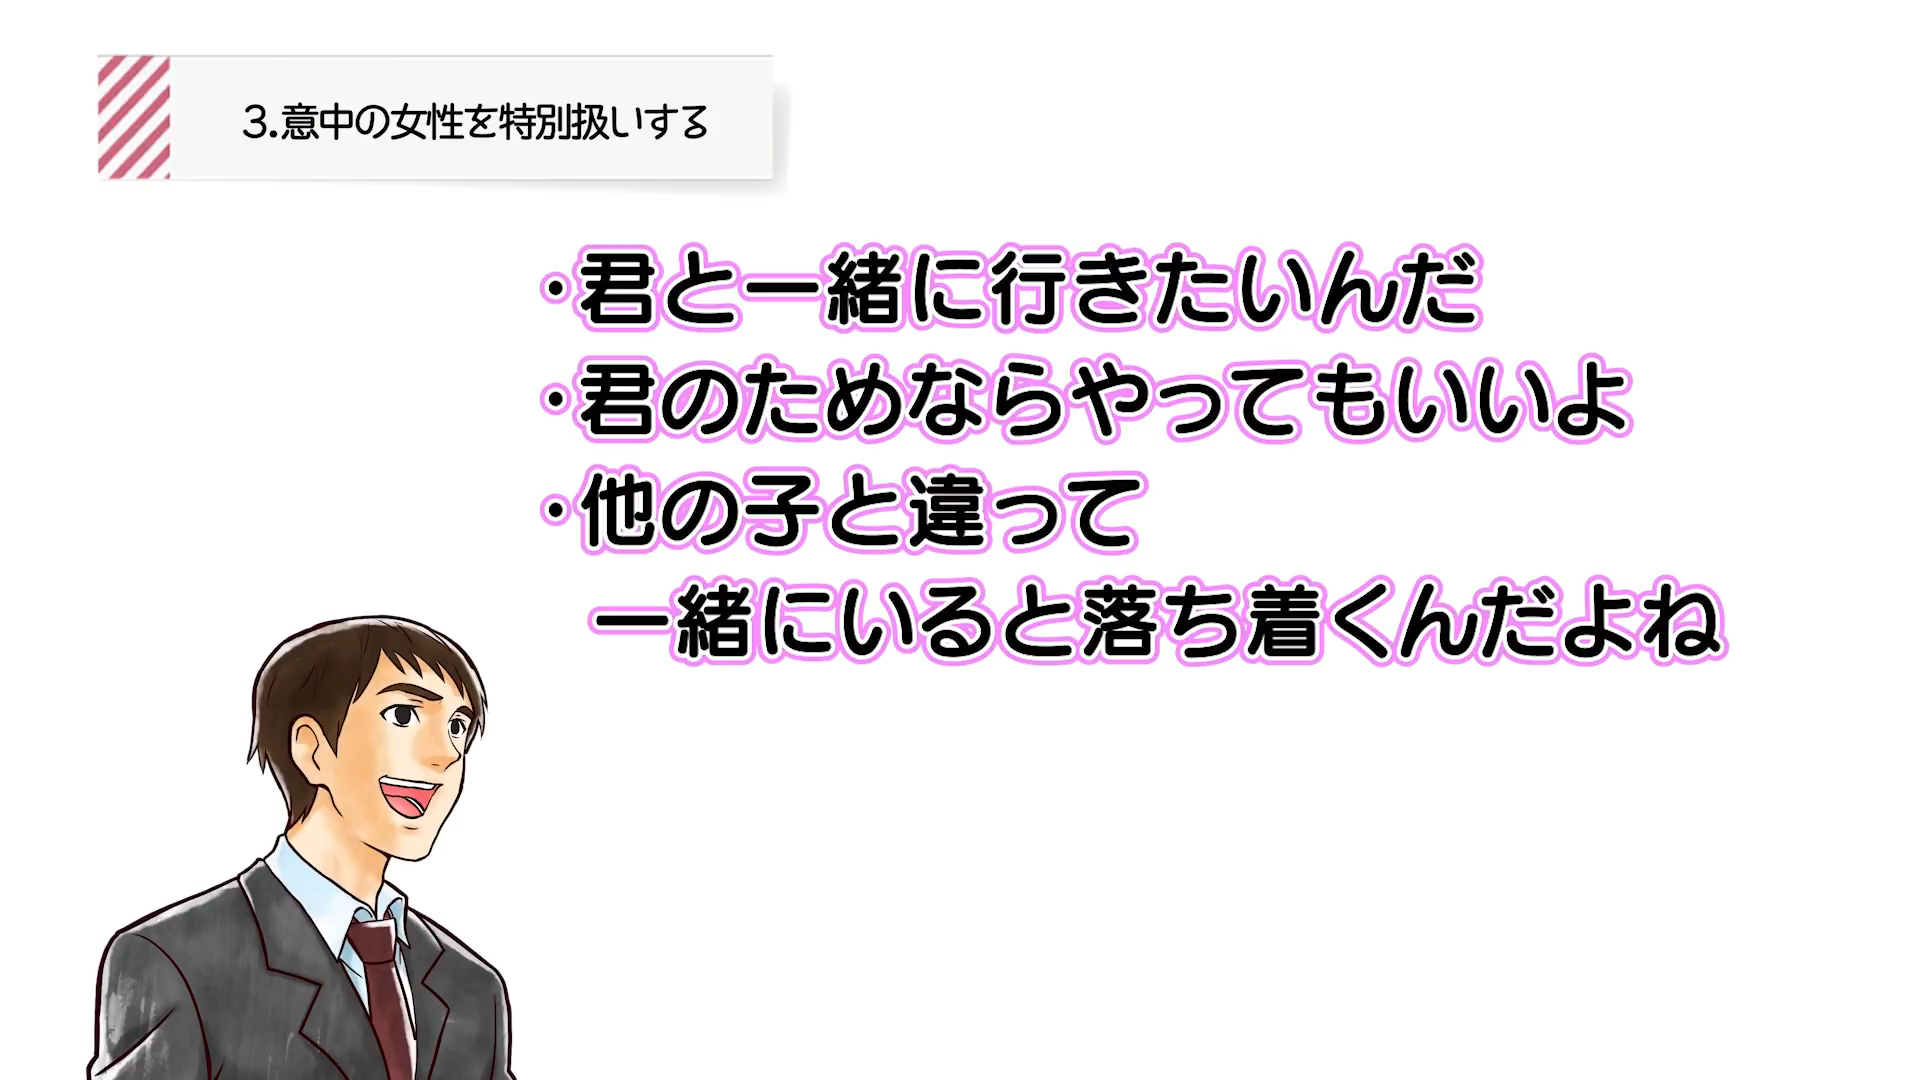 3.意中の女性を特別扱いする
・君と一緒に行きたいんだ
・君のためならやってもいいよ
・他の子と違って
一緒にいると落ち着くんだよね